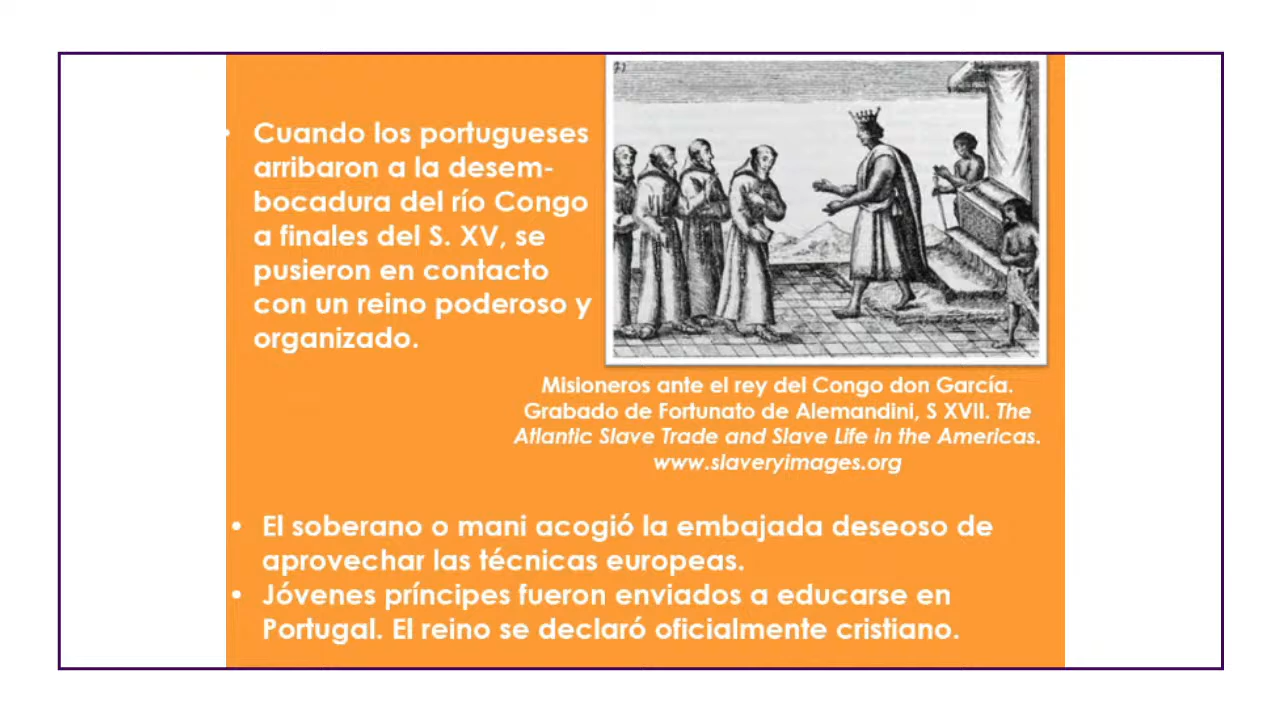 • Cuando los portugueses
arribaron a la desem-
bocadura del río Congo
a finales del S. XV, se
pusieron en contacto
con un reino poderoso y
organizado.
Misioneros ante el rey del Congo don García.
Grabado de Fortunato de Alemandini, S XVII. The
Atlantic Slave Trade and Slave Life in the Americas.
www.slaveryimages.org
• El soberano o mani acogió la embajada deseoso de
aprovechar las técnicas europeas.
• Jóvenes príncipes fueron enviados a educarse en
Portugal. El reino se declaró oficialmente cristiano.